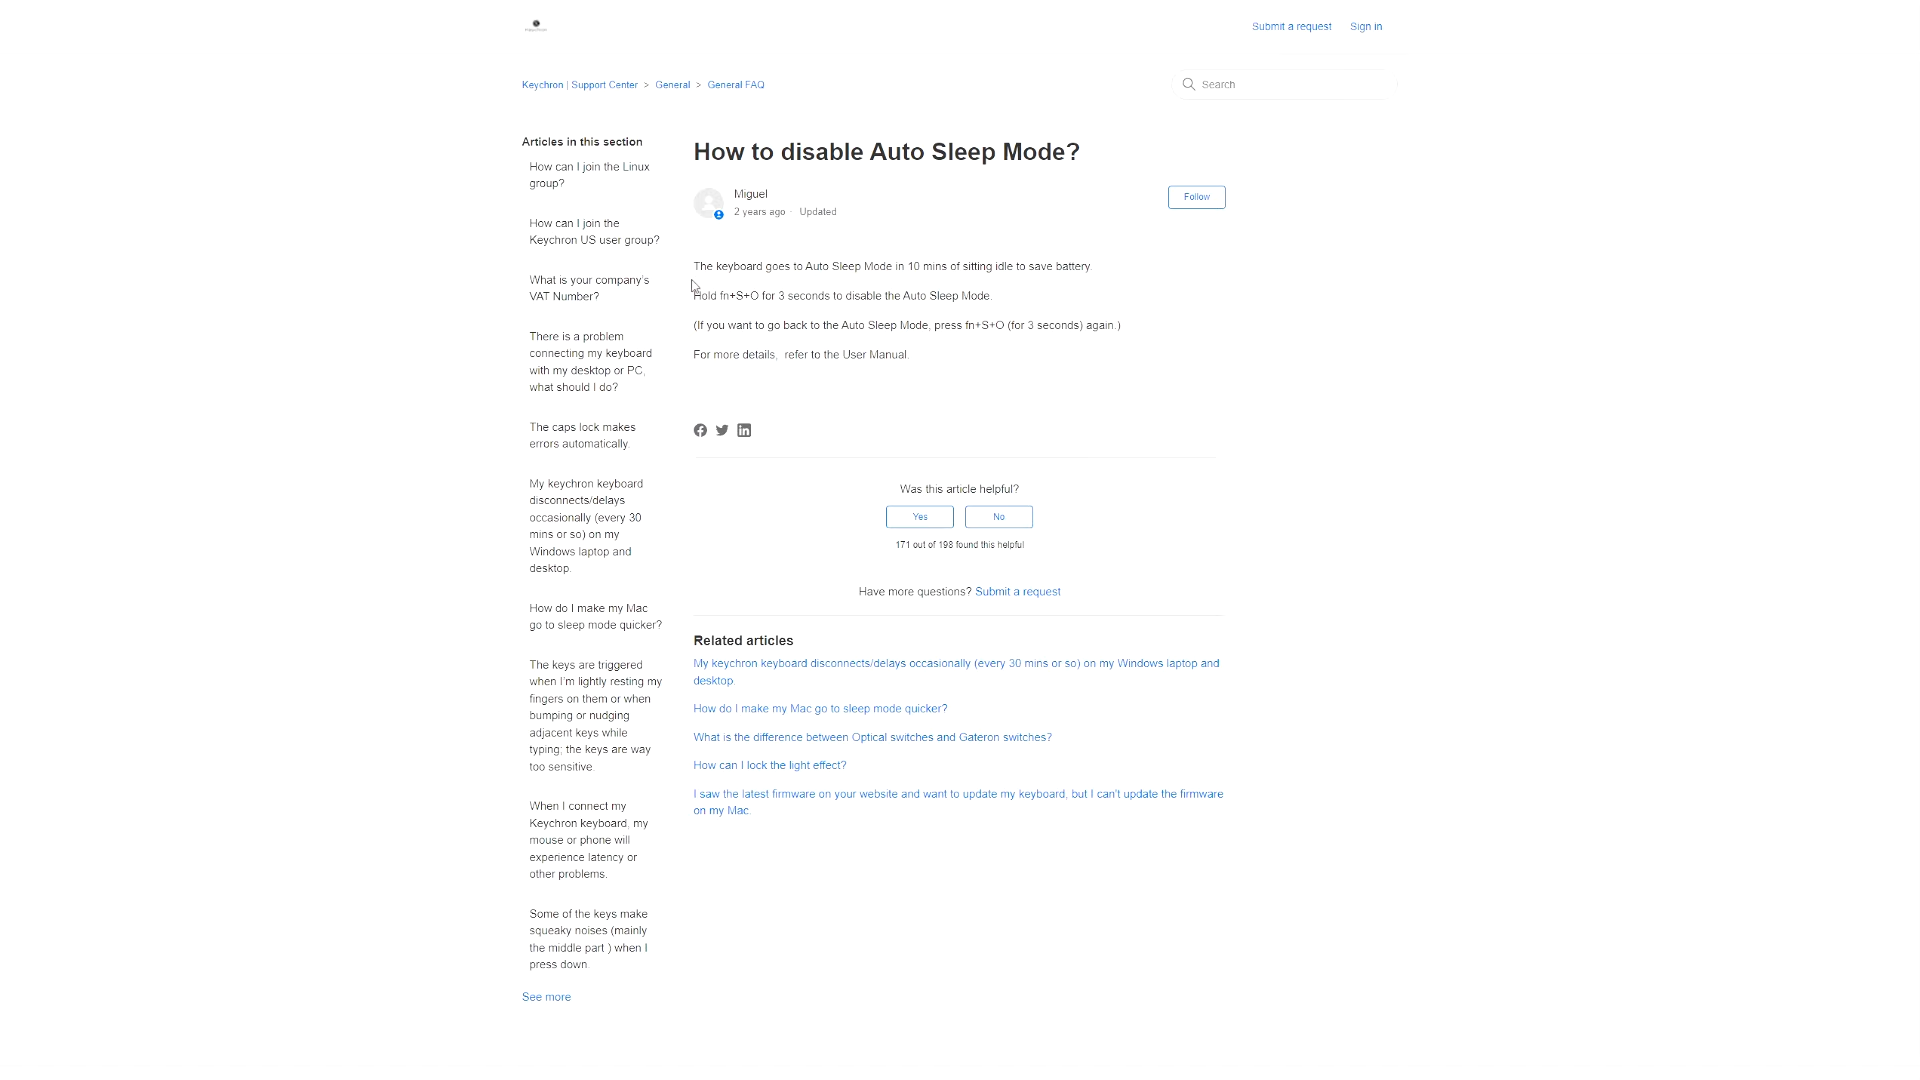 Submit a request
Sign in
Keychron | Support Center > General > General FAQ
Search
Articles in this section
How can I join the Linux
group?
How can I join the
Keychron US user group?
What is your company's
VAT Number?
There is a problem
connecting my keyboard
with my desktop or PC,
what should I do?
The caps lock makes
errors automatically.
My keychron keyboard
disconnects/delays
occasionally (every 30
mins or so) on my
Windows laptop and
desktop.
How do I make my Mac
go to sleep mode quicker?
The keys are triggered
when I'm lightly resting my
fingers on them or when
bumping or nudging
adjacent keys while
typing; the keys are way
too sensitive.
When I connect my
Keychron keyboard, my
mouse or phone will
experience latency or
other problems.
Some of the keys make
squeaky noises (mainly
the middle part ) when I
press down.
See more
How to disable Auto Sleep Mode?
Miguel
2 years ago · Updated
Follow
The keyboard goes to Auto Sleep Mode in 10 mins of sitting idle to save battery.
Hold fn+S+O for 3 seconds to disable the Auto Sleep Mode.
(If you want to go back to the Auto Sleep Mode, press fn+S+O (for 3 seconds) again.)
For more details, refer to the User Manual.
Was this article helpful?
Yes
No
171 out of 198 found this helpful
Have more questions? Submit a request
Related articles
My keychron keyboard disconnects/delays occasionally (every 30 mins or so) on my Windows laptop and
desktop.
How do I make my Mac go to sleep mode quicker?
What is the difference between Optical switches and Gateron switches?
How can I lock the light effect?
I saw the latest firmware on your website and want to update my keyboard, but I can't update the firmware
on my Mac.